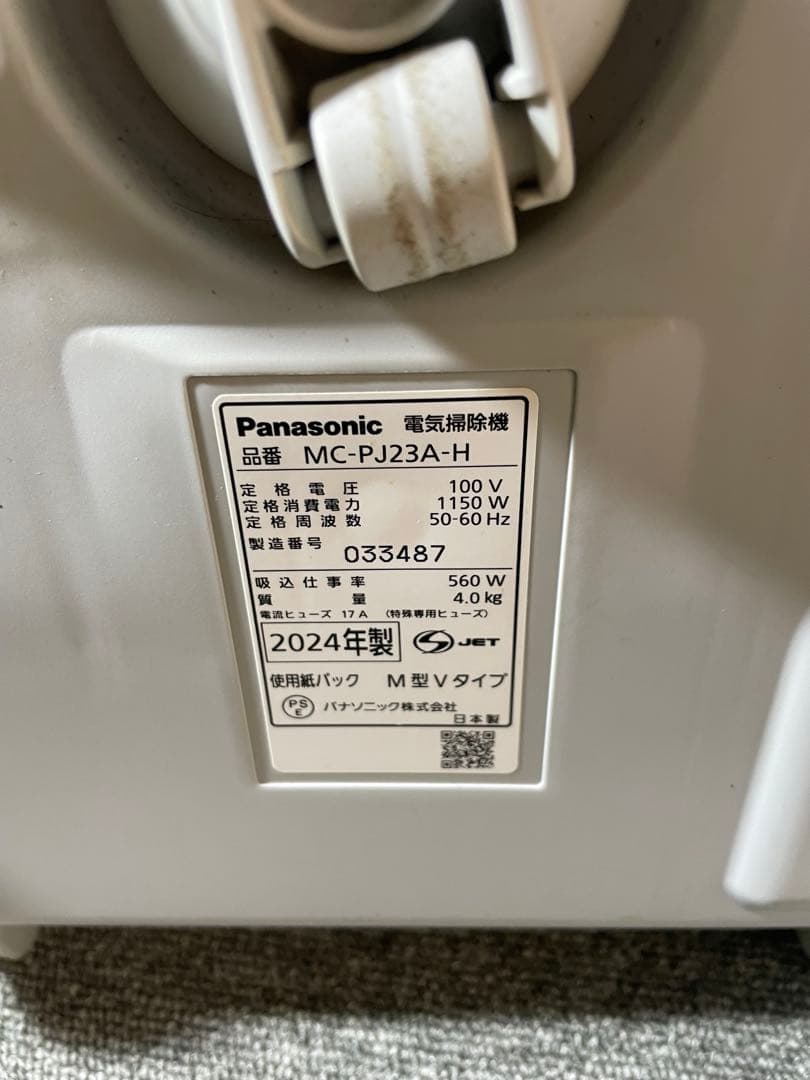 Panasonic 電気掃除機
品番 MC-PJ23A-H
定格電圧 100 V
定格消費電力 1150 W
定格周波数 50-60 Hz
製造番号 033487
吸込仕事率 560 W
質量 4.0 kg
電流ヒューズ 17A (特殊専用ヒューズ)
2024年製 S JET
使用紙パック M型Vタイプ
PS E パナソニック株式会社
日本製